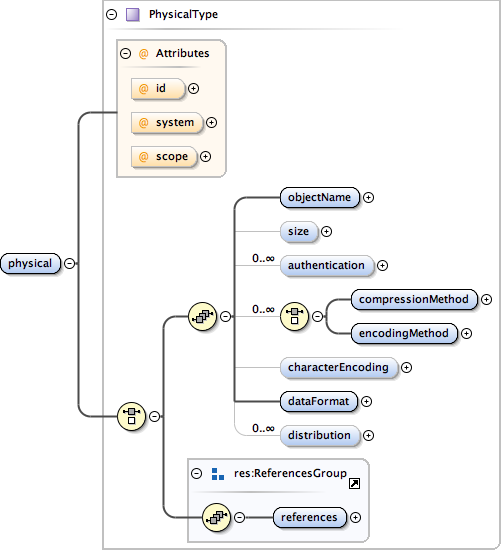 PhysicalType
@ Attributes
@ id
@ system
@ scope
physical
objectName
size
0..∞ authentication
0..∞
compressionMethod
encodingMethod
characterEncoding
dataFormat
0..∞ distribution
res:ReferencesGroup
references